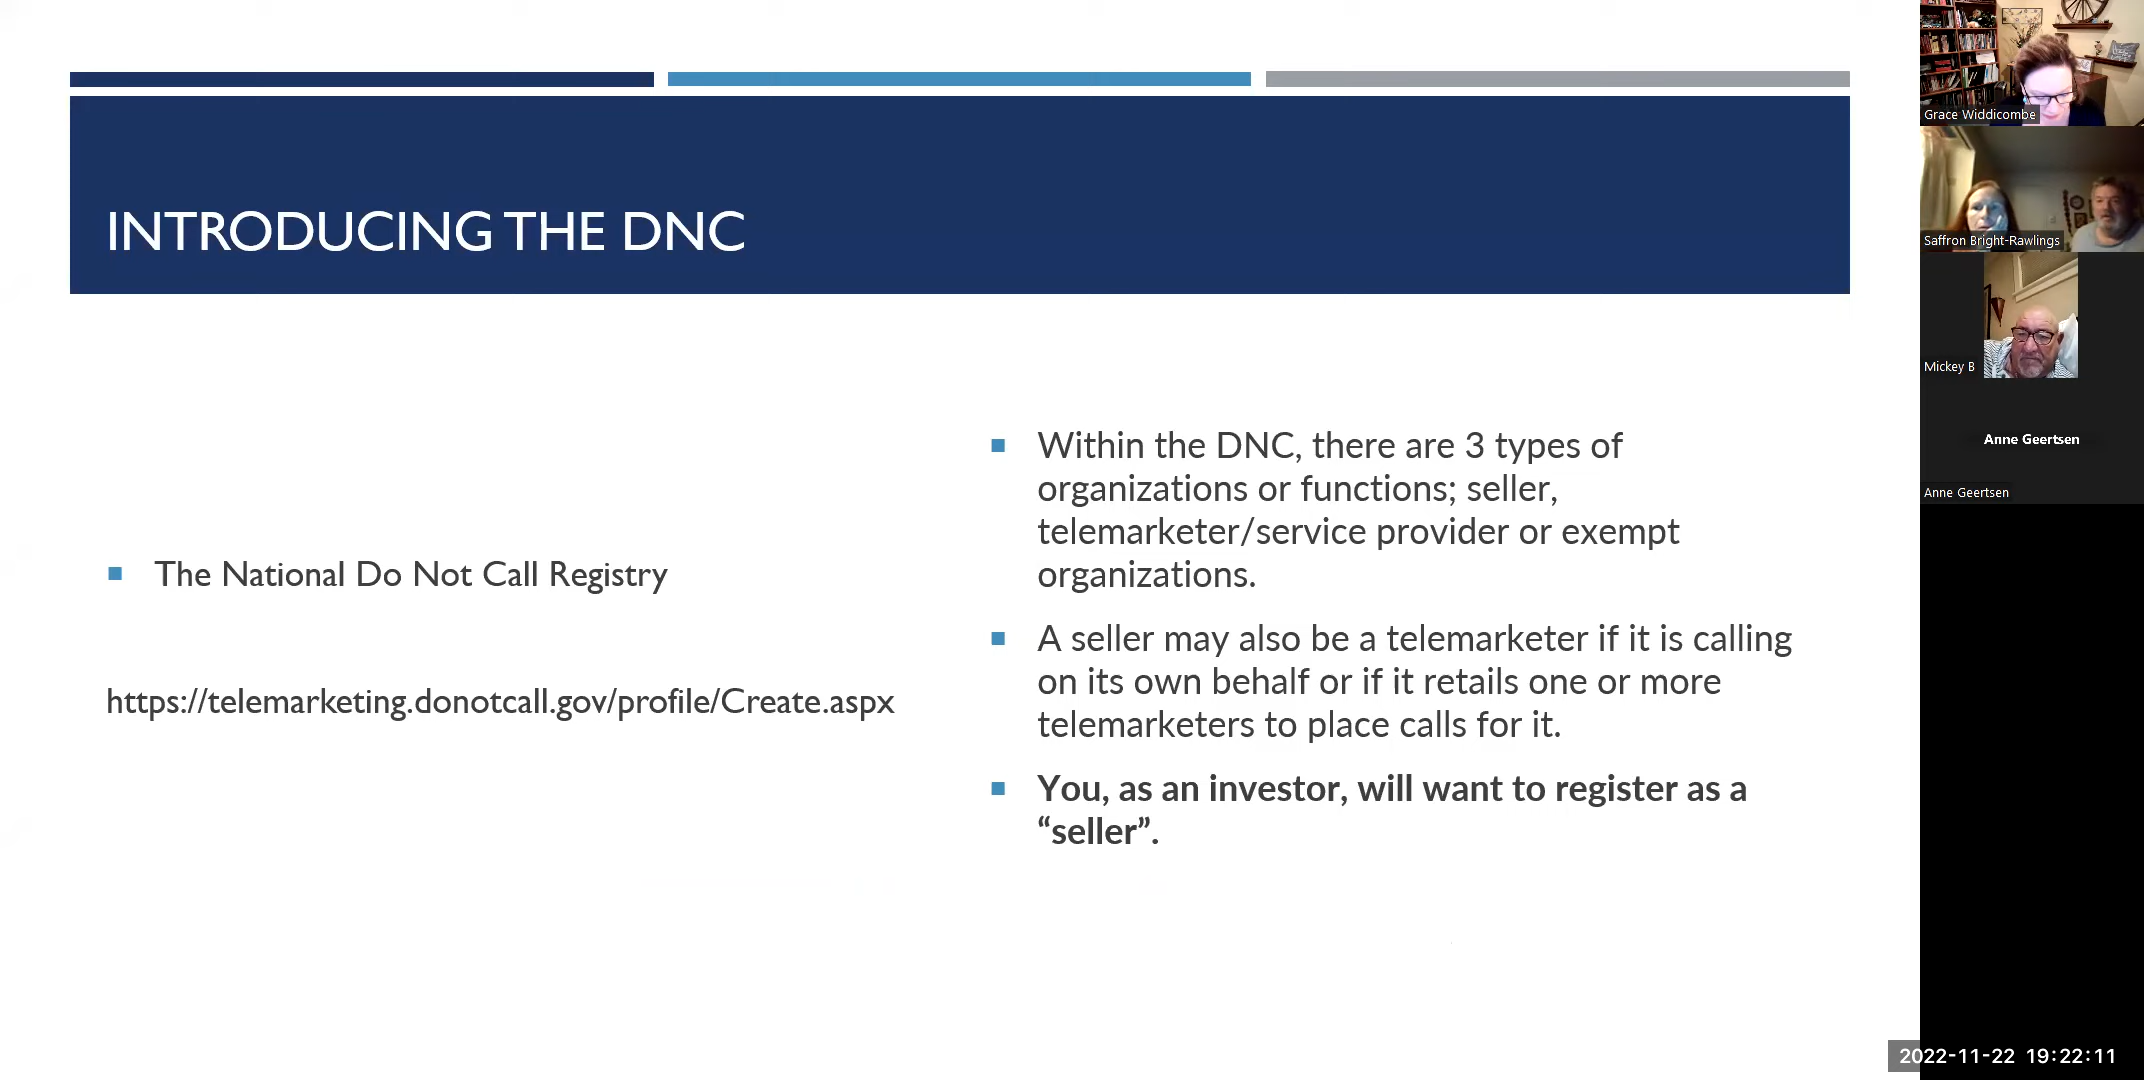 INTRODUCING THE DNC
The National Do Not Call Registry
https://telemarketing.donotcall.gov/profile/Create.aspx
Within the DNC, there are 3 types of
organizations or functions; seller,
telemarketer/service provider or exempt
organizations.
A seller may also be a telemarketer if it is calling
on its own behalf or if it retails one or more
telemarketers to place calls for it.
You, as an investor, will want to register as a
“seller”.
Grace Widdicombe
Saffron Bright-Rawlings
Mickey B
Anne Geertsen
Anne Geertsen
2022-11-22 19:22:11